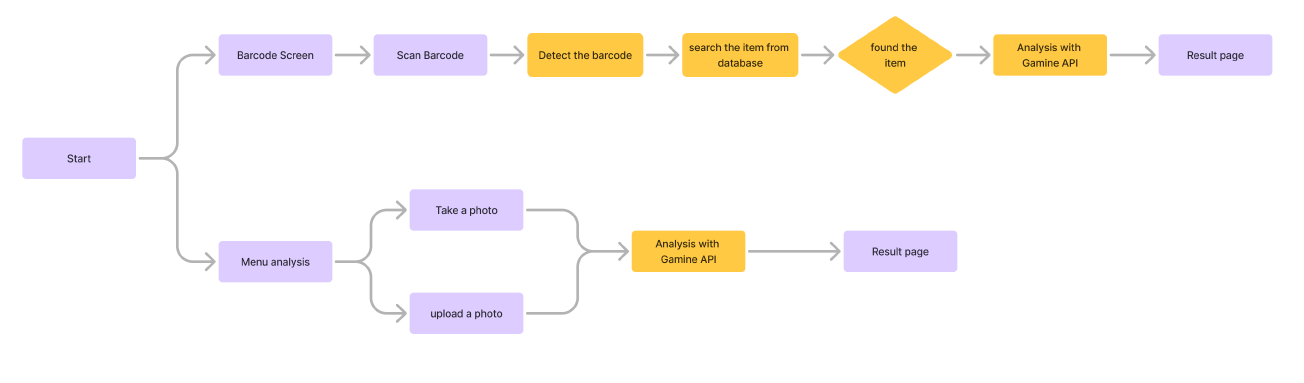 Barcode Screen
Scan Barcode
Detect the barcode
search the item from
database
found the
item
Analysis with
Gamine API
Result page
Start
Take a photo
Menu analysis
Analysis with
Gamine API
Result page
upload a photo